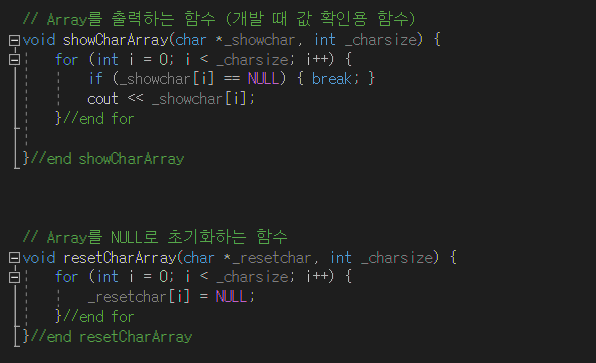 // Array를 출력하는 함수 (개발 때 값 확인용 함수)
void showCharArray(char *_showchar, int _charsize) {
    for (int i = 0; i < _charsize; i++) {
        if (_showchar[i] == NULL) { break; }
        cout << _showchar[i];
    }//end for
}//end showCharArray
// Array를 NULL로 초기화하는 함수
void resetCharArray(char *_resetchar, int _charsize) {
    for (int i = 0; i < _charsize; i++) {
        _resetchar[i] = NULL;
    }//end for
}//end resetCharArray